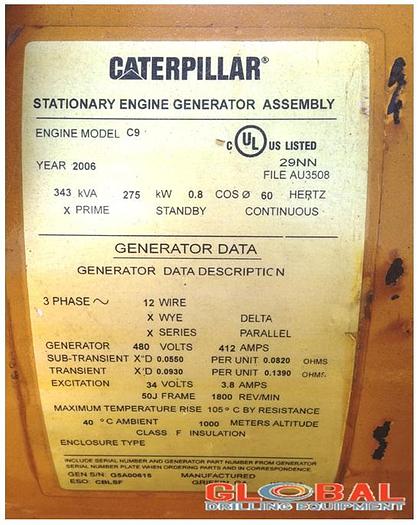 CATERPILLAR®
STATIONARY ENGINE GENERATOR ASSEMBLY
ENGINE MODEL C9
C UL US LISTED
29NN
YEAR 2006
FILE AU3508
343 kVA 275 kW 0.8 COS Ø 60 HERTZ
X PRIME STANDBY CONTINUOUS
GENERATOR DATA
GENERATOR DATA DESCRIPTION
3 PHASE ~ 12 WIRE
X WYE DELTA
X SERIES PARALLEL
GENERATOR 480 VOLTS 412 AMPS
SUB-TRANSIENT X"D 0.0550 PER UNIT 0.0820 OHMS
TRANSIENT X'D 0.0930 PER UNIT 0.1390 OHMS
EXCITATION 34 VOLTS 3.8 AMPS
50J FRAME 1800 REV/MIN
MAXIMUM TEMPERATURE RISE 105 °C BY RESISTANCE
40 °C AMBIENT 1000 METERS ALTITUDE
CLASS F INSULATION
ENCLOSURE TYPE
INCLUDE SERIAL NUMBER AND GENERATOR PART NUMBER FROM GENERATOR
SERIAL NUMBER PLATE WHEN ORDERING PARTS AND IN CORRESPONDENCE.
GEN S/N: G5A00616 MANUFACTURED
ESO: CBLSF
GLOBAL
DRILLING EQUIPMENT